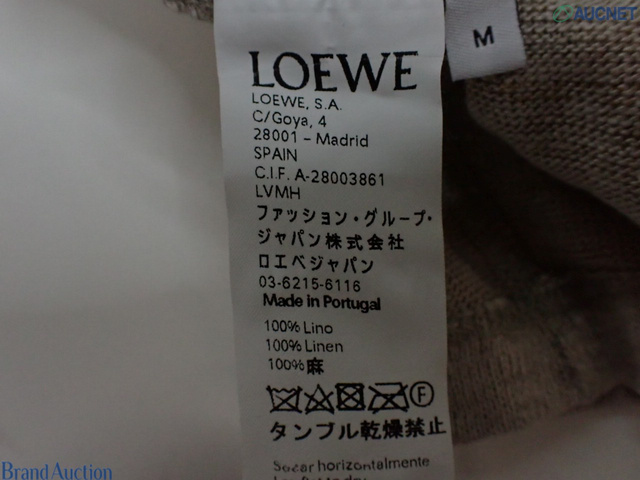 AUCNET
M
LOEWE
LOEWE, S.A.
C/Goya, 4
28001 - Madrid
SPAIN
C.I.F. A-28003861
LVMH
ファッション・グループ・
ジャパン株式会社
ロエベジャパン
03-6215-6116
Made in Portugal
100% Lino
100% Linen
100% 麻
F
タンブル乾燥禁止
Secar horizontalmente
Brand Auction